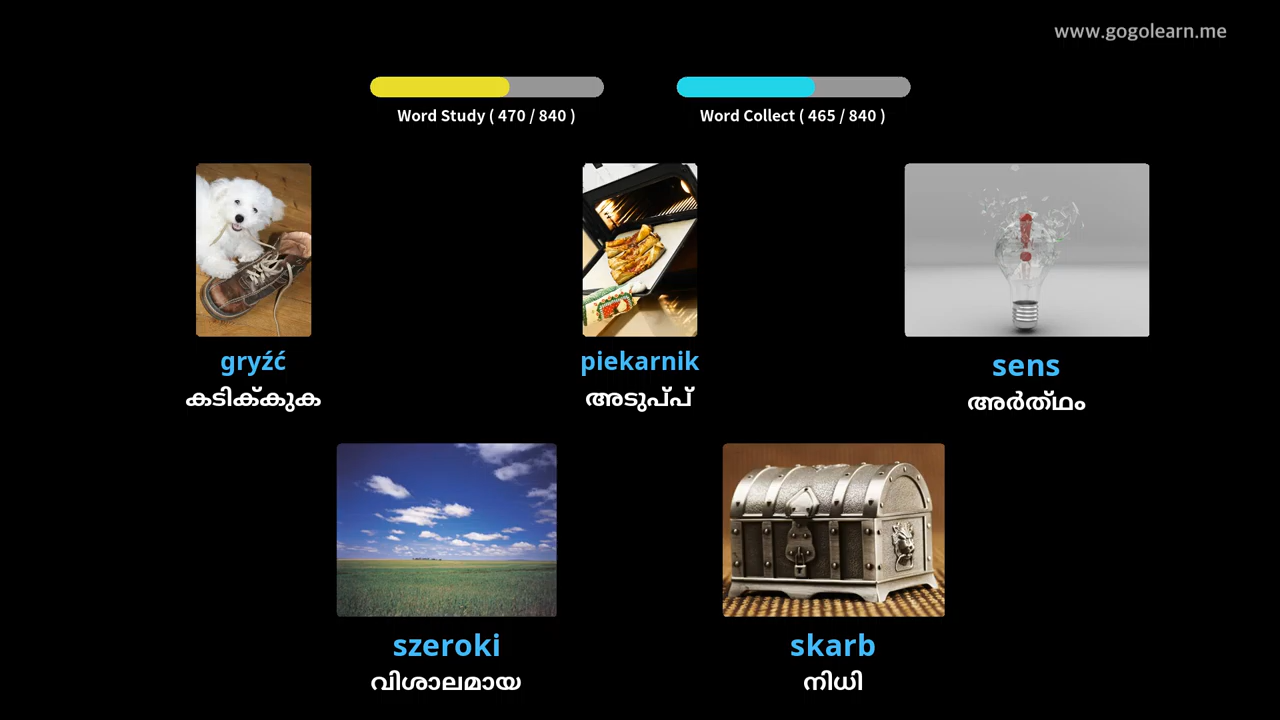 www.gogolearn.me
Word Study ( 470 / 840 )
Word Collect ( 465 / 840 )
gryźć
കടിക്കുക
piekarnik
അടുപ്പ്
sens
അർത്ഥം
szeroki
വിശാലമായ
skarb
നിധി